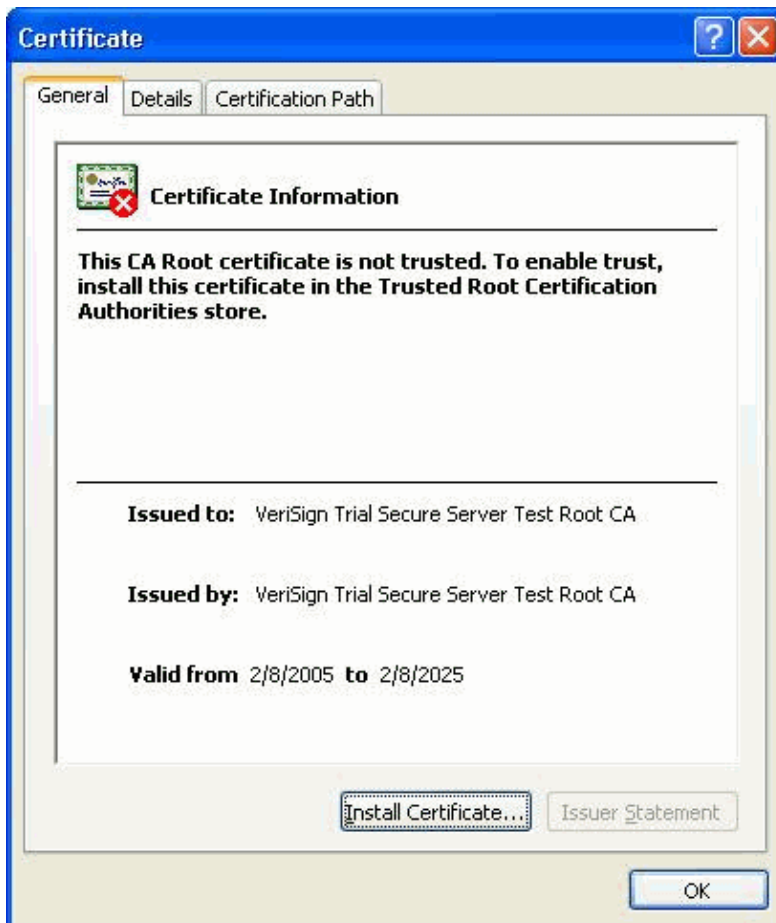 Certificate
General Details Certification Path
Certificate Information
This CA Root certificate is not trusted. To enable trust,
install this certificate in the Trusted Root Certification
Authorities store.
Issued to: VeriSign Trial Secure Server Test Root CA
Issued by: VeriSign Trial Secure Server Test Root CA
Valid from 2/8/2005 to 2/8/2025
Install Certificate... Issuer Statement
OK